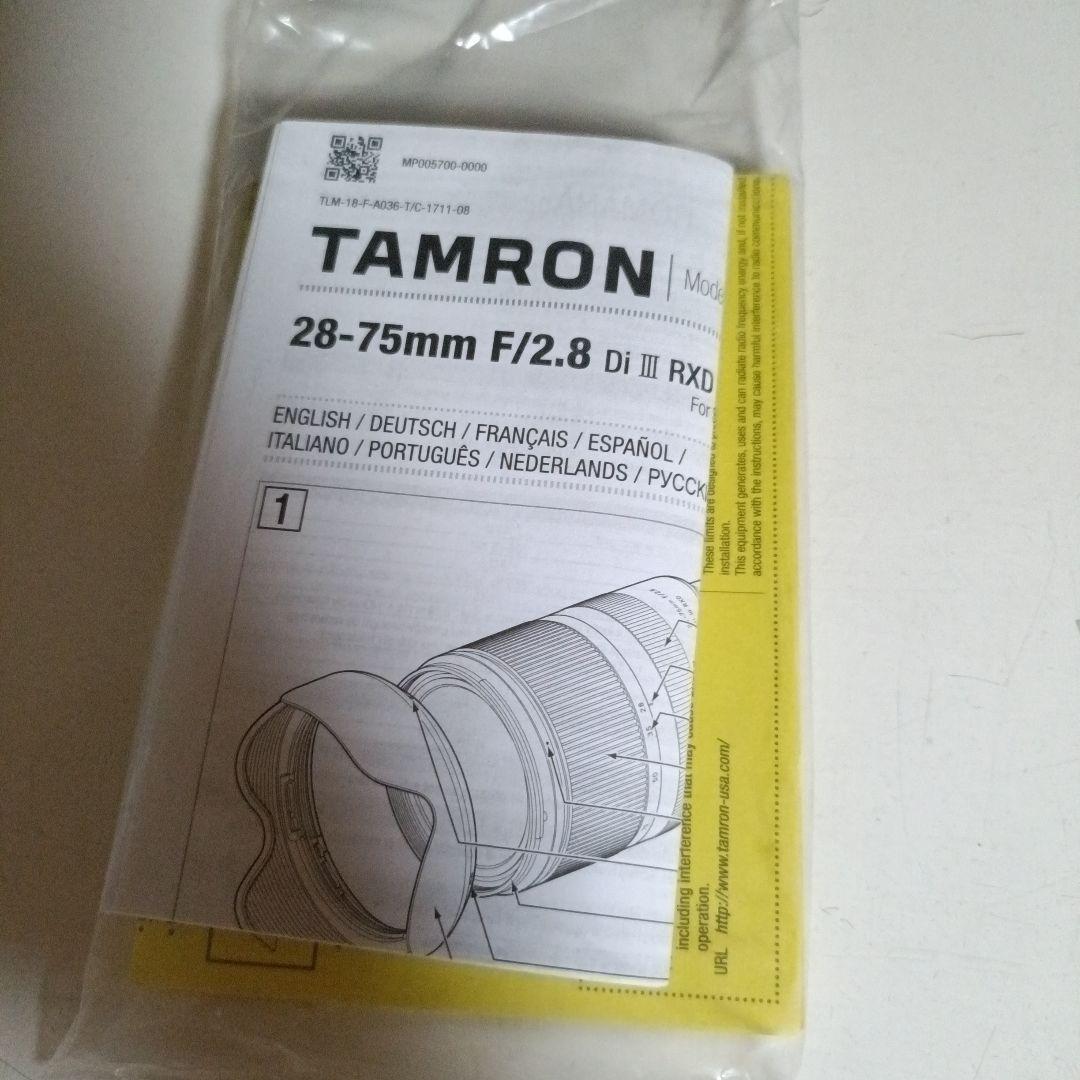 MP005700-0000
TLM-18-F-A036-T/C-1711-08
TAMRON
28-75mm F/2.8 Di III RXD
For
ENGLISH / DEUTSCH / FRANÇAIS / ESPAÑOL /
ITALIANO / PORTUGUÊS / NEDERLANDS /
1
28
35
50
These limits are designed to
installation.
This equipment generates, uses and can radiate radio frequency energy and, if not
accordance with the instructions, may cause harmful interference to radio communications
including interference that may
operation.
URL http://www.tamron-usa.com/